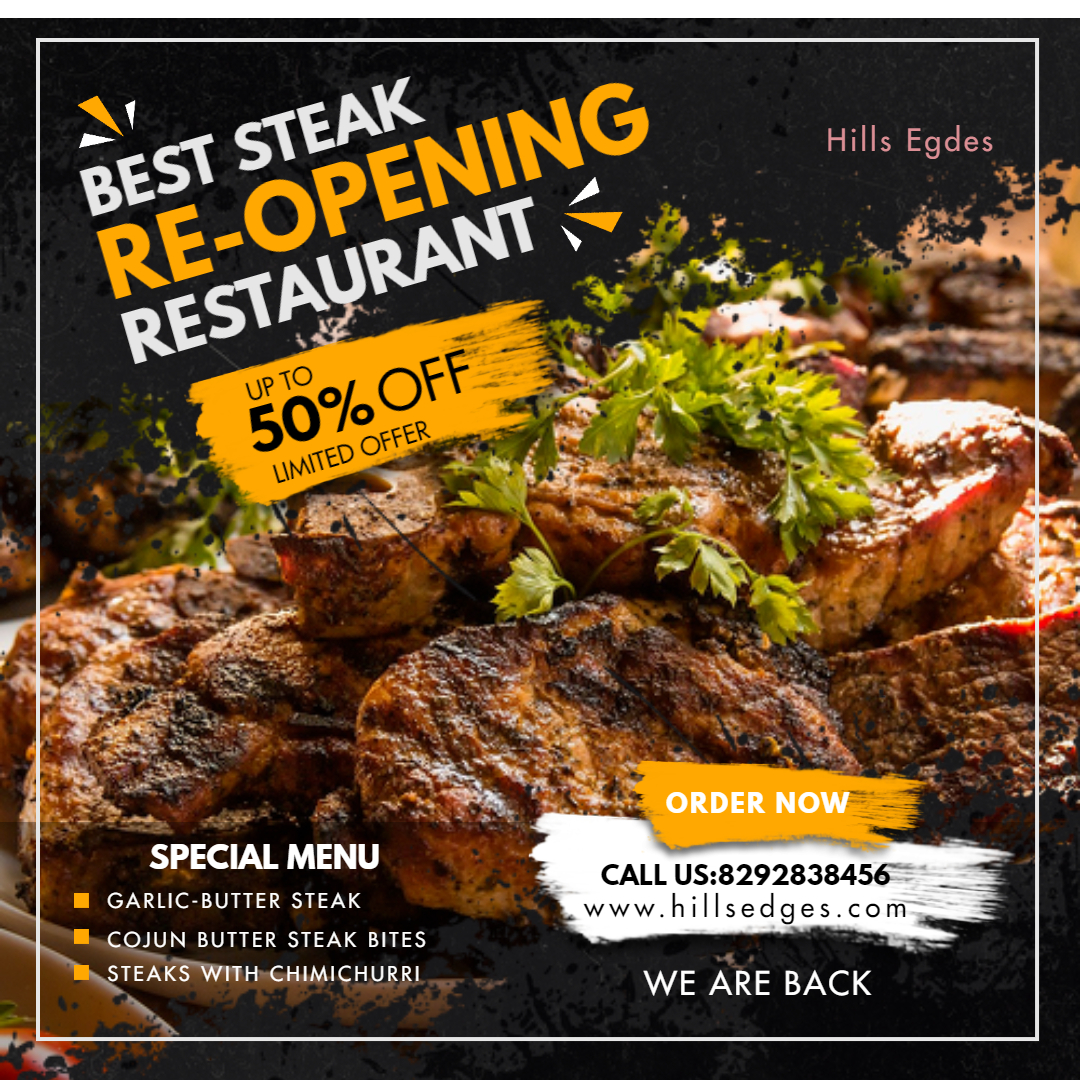 BEST STEAK
RE-OPENING
RESTAURANT
Hills Egdes
UP TO
50% OFF
LIMITED OFFER
ORDER NOW
CALL US:8292838456
www.hillsedges.com
WE ARE BACK
SPECIAL MENU
GARLIC-BUTTER STEAK
COJUN BUTTER STEAK BITES
STEAKS WITH CHIMICHURRI